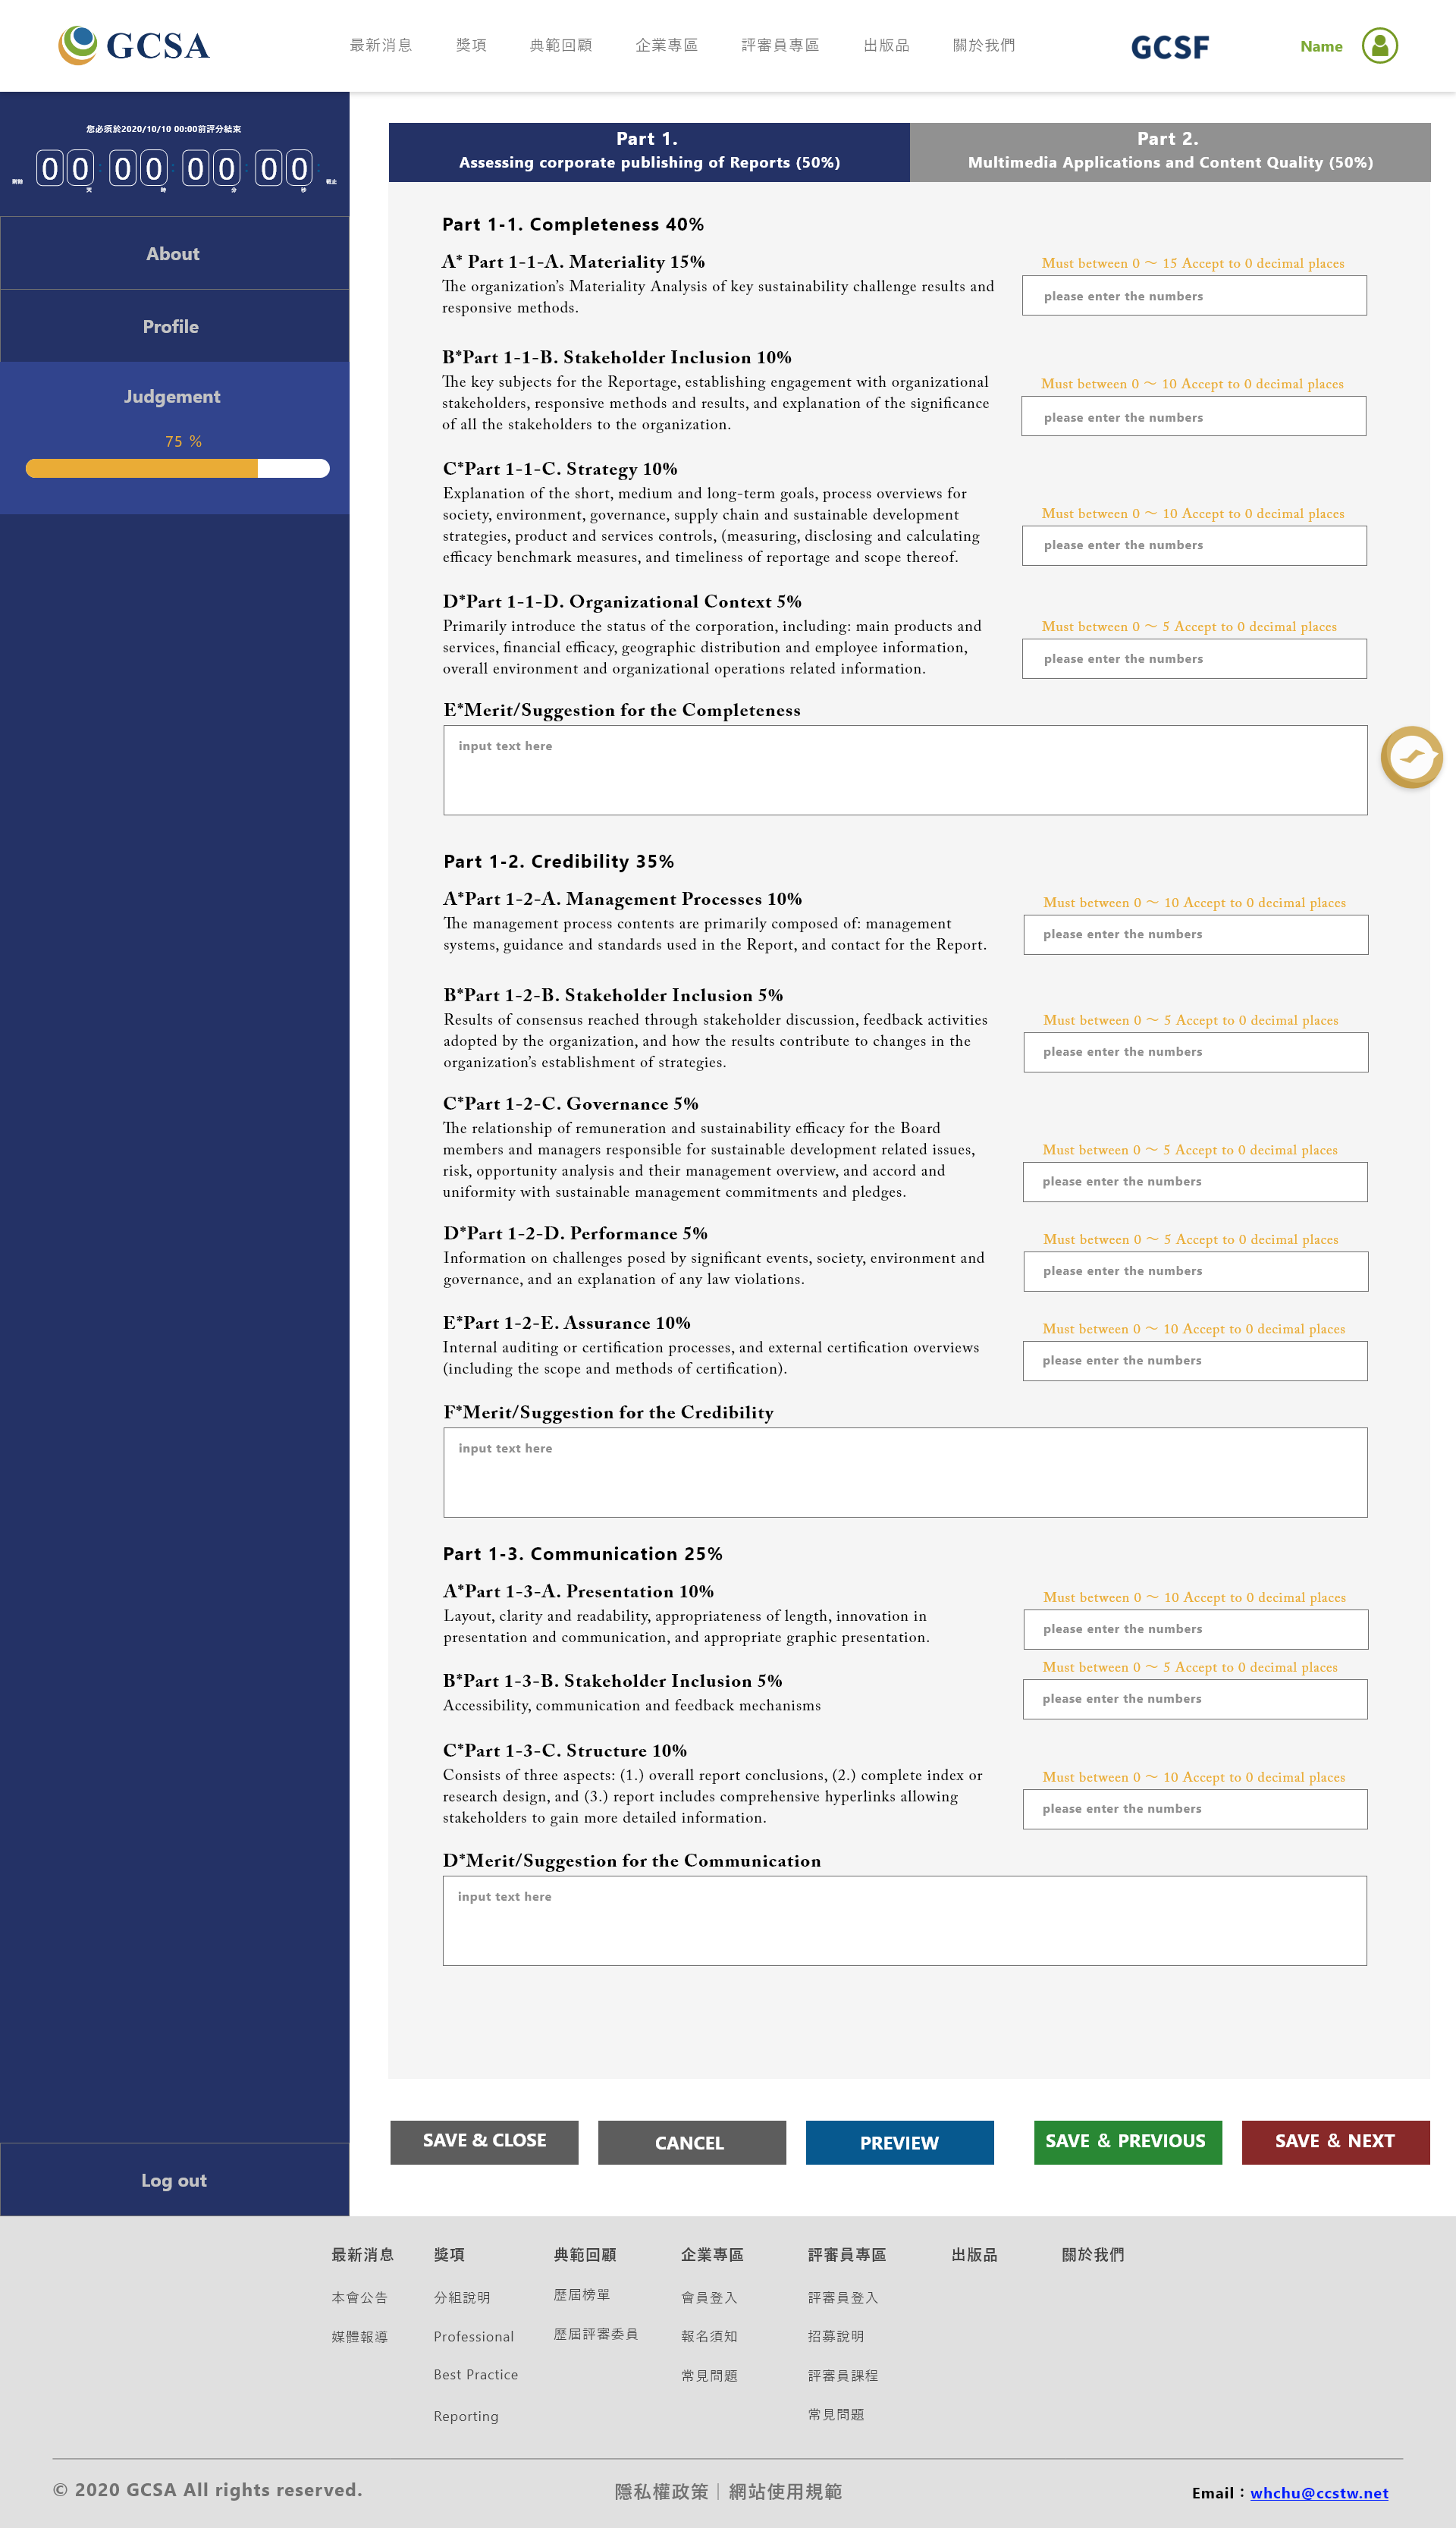 GCSA
最新消息
獎項
典範回顧
企業專區
評審員專區
出版品
關於我們
GCSF
Name
您必須於2020/10/10 00:00前評分結束
距離 00 天 00 時 00 分 00 秒 截止
About
Profile
Judgement
75 %
Log out
Part 1.
Assessing corporate publishing of Reports (50%)
Part 2.
Multimedia Applications and Content Quality (50%)
Part 1-1. Completeness 40%
A* Part 1-1-A. Materiality 15%
The organization’s Materiality Analysis of key sustainability challenge results and
responsive methods.
Must between 0 ～ 15 Accept to 0 decimal places
please enter the numbers
B*Part 1-1-B. Stakeholder Inclusion 10%
The key subjects for the Reportage, establishing engagement with organizational
stakeholders, responsive methods and results, and explanation of the significance
of all the stakeholders to the organization.
Must between 0 ～ 10 Accept to 0 decimal places
please enter the numbers
C*Part 1-1-C. Strategy 10%
Explanation of the short, medium and long-term goals, process overviews for
society, environment, governance, supply chain and sustainable development
strategies, product and services controls, (measuring, disclosing and calculating
efficacy benchmark measures, and timeliness of reportage and scope thereof.
Must between 0 ～ 10 Accept to 0 decimal places
please enter the numbers
D*Part 1-1-D. Organizational Context 5%
Primarily introduce the status of the corporation, including: main products and
services, financial efficacy, geographic distribution and employee information,
overall environment and organizational operations related information.
Must between 0 ～ 5 Accept to 0 decimal places
please enter the numbers
E*Merit/Suggestion for the Completeness
input text here
Part 1-2. Credibility 35%
A*Part 1-2-A. Management Processes 10%
The management process contents are primarily composed of: management
systems, guidance and standards used in the Report, and contact for the Report.
Must between 0 ～ 10 Accept to 0 decimal places
please enter the numbers
B*Part 1-2-B. Stakeholder Inclusion 5%
Results of consensus reached through stakeholder discussion, feedback activities
adopted by the organization, and how the results contribute to changes in the
organization’s establishment of strategies.
Must between 0 ～ 5 Accept to 0 decimal places
please enter the numbers
C*Part 1-2-C. Governance 5%
The relationship of remuneration and sustainability efficacy for the Board
members and managers responsible for sustainable development related issues,
risk, opportunity analysis and their management overview, and accord and
uniformity with sustainable management commitments and pledges.
Must between 0 ～ 5 Accept to 0 decimal places
please enter the numbers
D*Part 1-2-D. Performance 5%
Information on challenges posed by significant events, society, environment and
governance, and an explanation of any law violations.
Must between 0 ～ 5 Accept to 0 decimal places
please enter the numbers
E*Part 1-2-E. Assurance 10%
Internal auditing or certification processes, and external certification overviews
(including the scope and methods of certification).
Must between 0 ～ 10 Accept to 0 decimal places
please enter the numbers
F*Merit/Suggestion for the Credibility
input text here
Part 1-3. Communication 25%
A*Part 1-3-A. Presentation 10%
Layout, clarity and readability, appropriateness of length, innovation in
presentation and communication, and appropriate graphic presentation.
Must between 0 ～ 10 Accept to 0 decimal places
please enter the numbers
B*Part 1-3-B. Stakeholder Inclusion 5%
Accessibility, communication and feedback mechanisms
Must between 0 ～ 5 Accept to 0 decimal places
please enter the numbers
C*Part 1-3-C. Structure 10%
Consists of three aspects: (1.) overall report conclusions, (2.) complete index or
research design, and (3.) report includes comprehensive hyperlinks allowing
stakeholders to gain more detailed information.
Must between 0 ～ 10 Accept to 0 decimal places
please enter the numbers
D*Merit/Suggestion for the Communication
input text here
SAVE & CLOSE
CANCEL
PREVIEW
SAVE ＆ PREVIOUS
SAVE ＆ NEXT
最新消息
本會公告
媒體報導
獎項
分組說明
Professional
Best Practice
Reporting
典範回顧
歷屆榜單
歷屆評審委員
企業專區
會員登入
報名須知
常見問題
評審員專區
評審員登入
招募說明
評審員課程
常見問題
出版品
關於我們
© 2020 GCSA All rights reserved.
隱私權政策｜網站使用規範
Email：whchu@ccstw.net